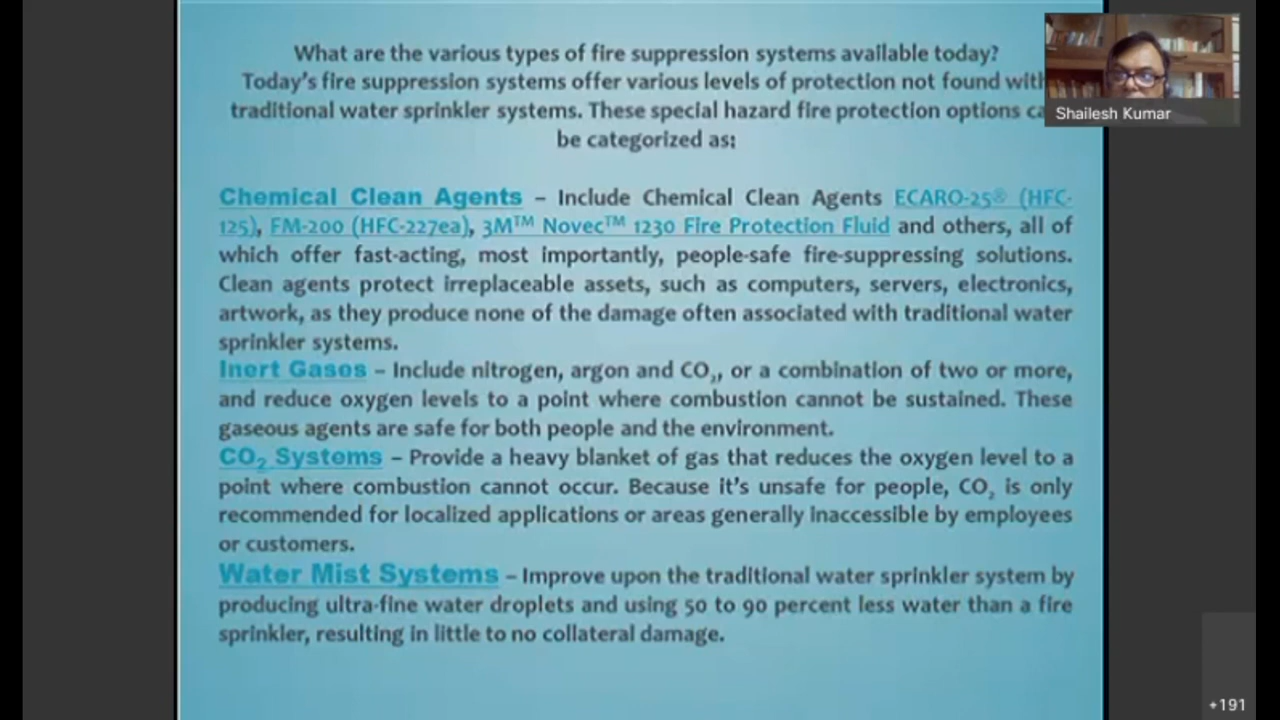 What are the various types of fire suppression systems available today?
Today's fire suppression systems offer various levels of protection not found with
traditional water sprinkler systems. These special hazard fire protection options ca
be categorized as:
Chemical Clean Agents – Include Chemical Clean Agents ECARO-25® (HFC-
125), FM-200 (HFC-227ea), 3M™ Novec™ 1230 Fire Protection Fluid and others, all of
which offer fast-acting, most importantly, people-safe fire-suppressing solutions.
Clean agents protect irreplaceable assets, such as computers, servers, electronics,
artwork, as they produce none of the damage often associated with traditional water
sprinkler systems.
Inert Gases – Include nitrogen, argon and CO₂, or a combination of two or more,
and reduce oxygen levels to a point where combustion cannot be sustained. These
gaseous agents are safe for both people and the environment.
CO₂ Systems – Provide a heavy blanket of gas that reduces the oxygen level to a
point where combustion cannot occur. Because it's unsafe for people, CO₂ is only
recommended for localized applications or areas generally inaccessible by employees
or customers.
Water Mist Systems – Improve upon the traditional water sprinkler system by
producing ultra-fine water droplets and using 50 to 90 percent less water than a fire
sprinkler, resulting in little to no collateral damage.
Shailesh Kumar
+191